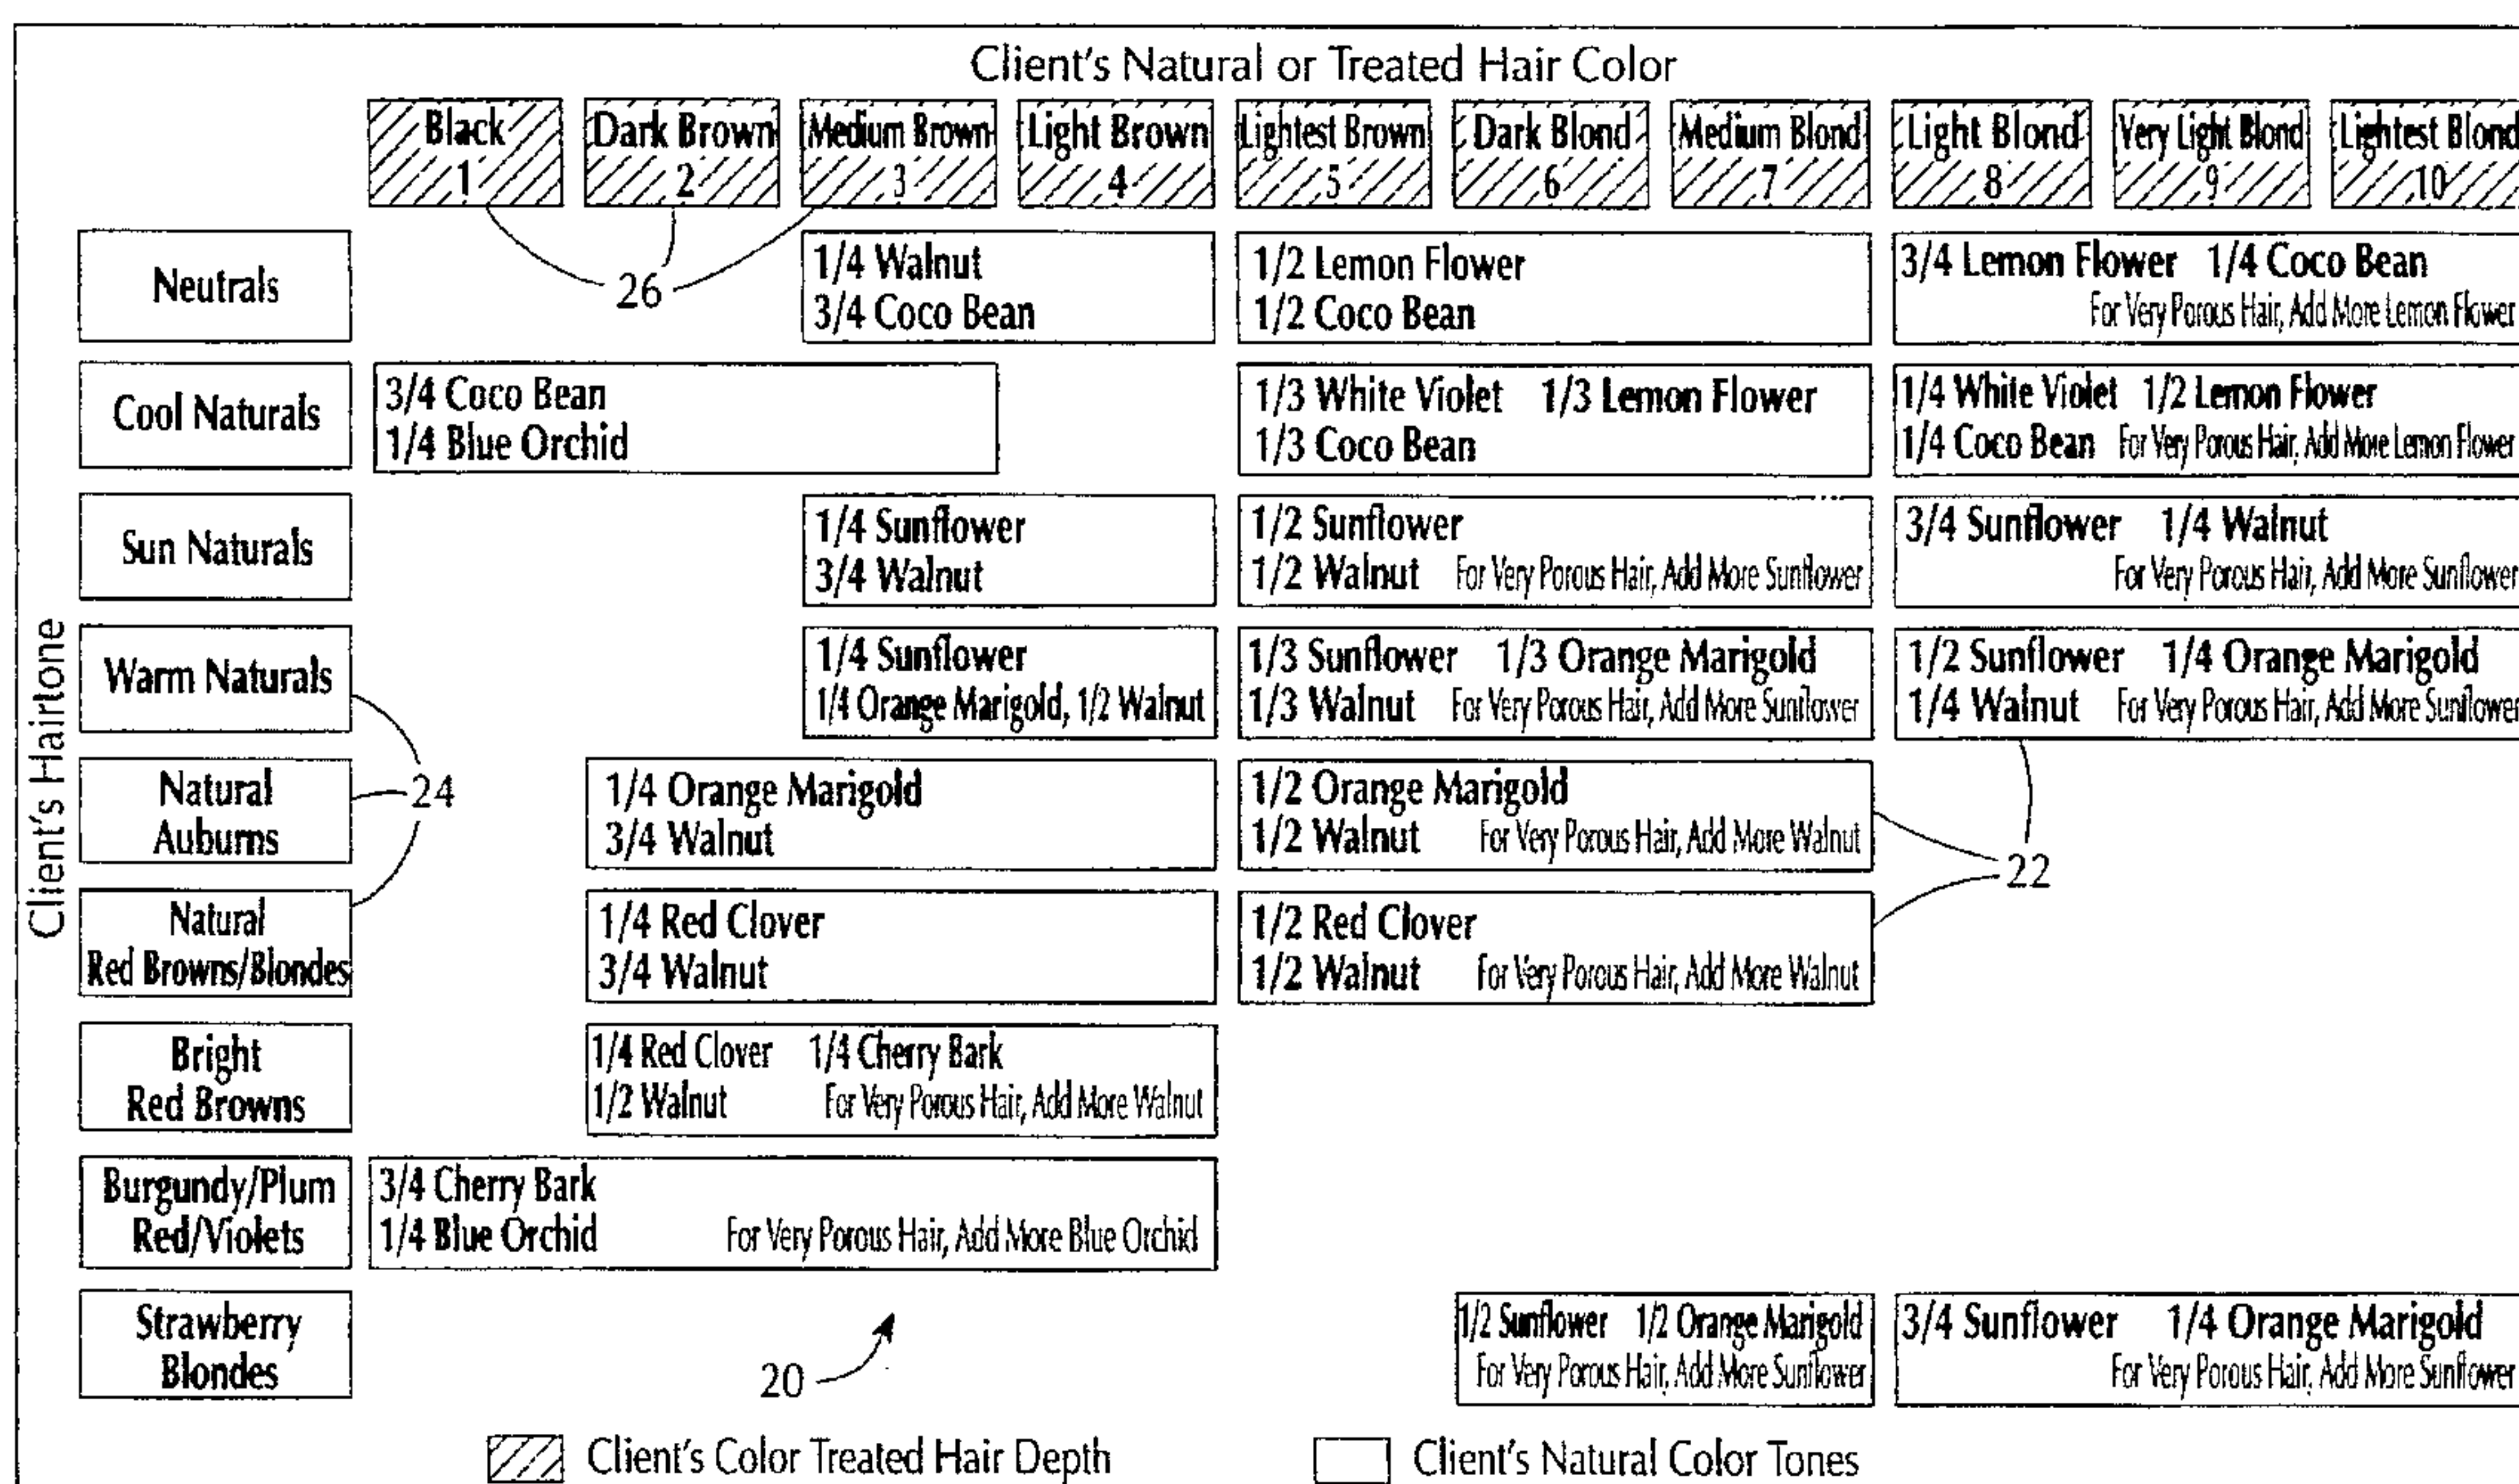 Client's Natural or Treated Hair Color
Black Dark Brown Medium Brown Light Brown Lightest Brown Dark Blond Medium Blond Light Blond Very Light Blond Lightest Blond
1 2 3 4 5 6 7 8 9 10
Client's Hairtone
Neutrals
1/4 Walnut
3/4 Coco Bean
1/2 Lemon Flower
1/2 Coco Bean
3/4 Lemon Flower 1/4 Coco Bean
For Very Porous Hair, Add More Lemon Flower
26
Cool Naturals
3/4 Coco Bean
1/4 Blue Orchid
1/3 White Violet 1/3 Lemon Flower
1/3 Coco Bean
1/4 White Violet 1/2 Lemon Flower
1/4 Coco Bean For Very Porous Hair, Add More Lemon Flower
Sun Naturals
1/4 Sunflower
3/4 Walnut
1/2 Sunflower
1/2 Walnut For Very Porous Hair, Add More Sunflower
3/4 Sunflower 1/4 Walnut
For Very Porous Hair, Add More Sunflower
Warm Naturals
1/4 Sunflower
1/4 Orange Marigold, 1/2 Walnut
1/3 Sunflower 1/3 Orange Marigold
1/3 Walnut For Very Porous Hair, Add More Sunflower
1/2 Sunflower 1/4 Orange Marigold
1/4 Walnut For Very Porous Hair, Add More Sunflower
24
Natural
Auburns
1/4 Orange Marigold
3/4 Walnut
1/2 Orange Marigold
1/2 Walnut For Very Porous Hair, Add More Walnut
22
Natural
Red Browns/Blondes
1/4 Red Clover
3/4 Walnut
1/2 Red Clover
1/2 Walnut For Very Porous Hair, Add More Walnut
Bright
Red Browns
1/4 Red Clover 1/4 Cherry Bark
1/2 Walnut For Very Porous Hair, Add More Walnut
Burgundy/Plum
Red/Violets
3/4 Cherry Bark
1/4 Blue Orchid For Very Porous Hair, Add More Blue Orchid
Strawberry
Blondes
1/2 Sunflower 1/2 Orange Marigold
For Very Porous Hair, Add More Sunflower
3/4 Sunflower 1/4 Orange Marigold
For Very Porous Hair, Add More Sunflower
20
Client's Color Treated Hair Depth
Client's Natural Color Tones